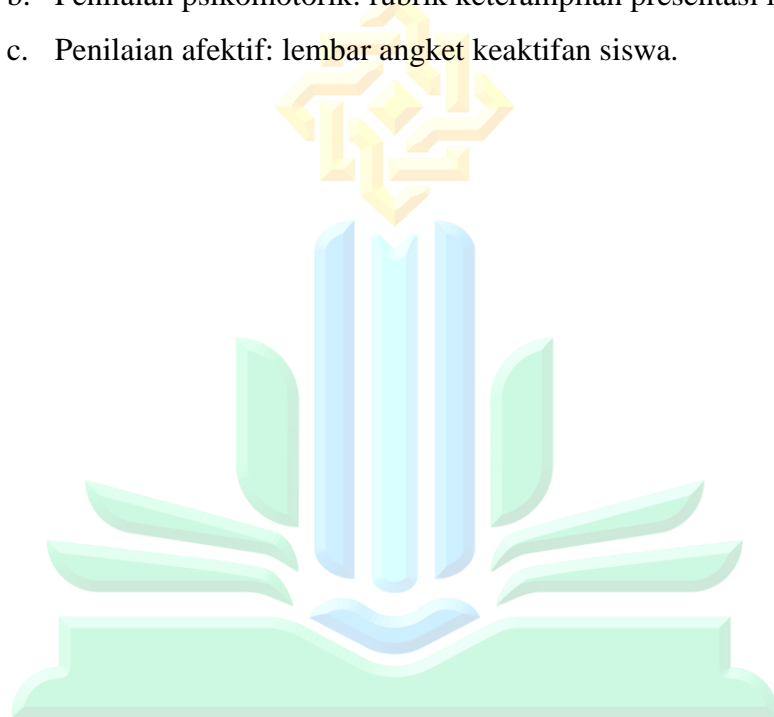 b. Penilaian psikomotorik: rubrik keterampilan presentasi
c. Penilaian afektif: lembar angket keaktifan siswa.